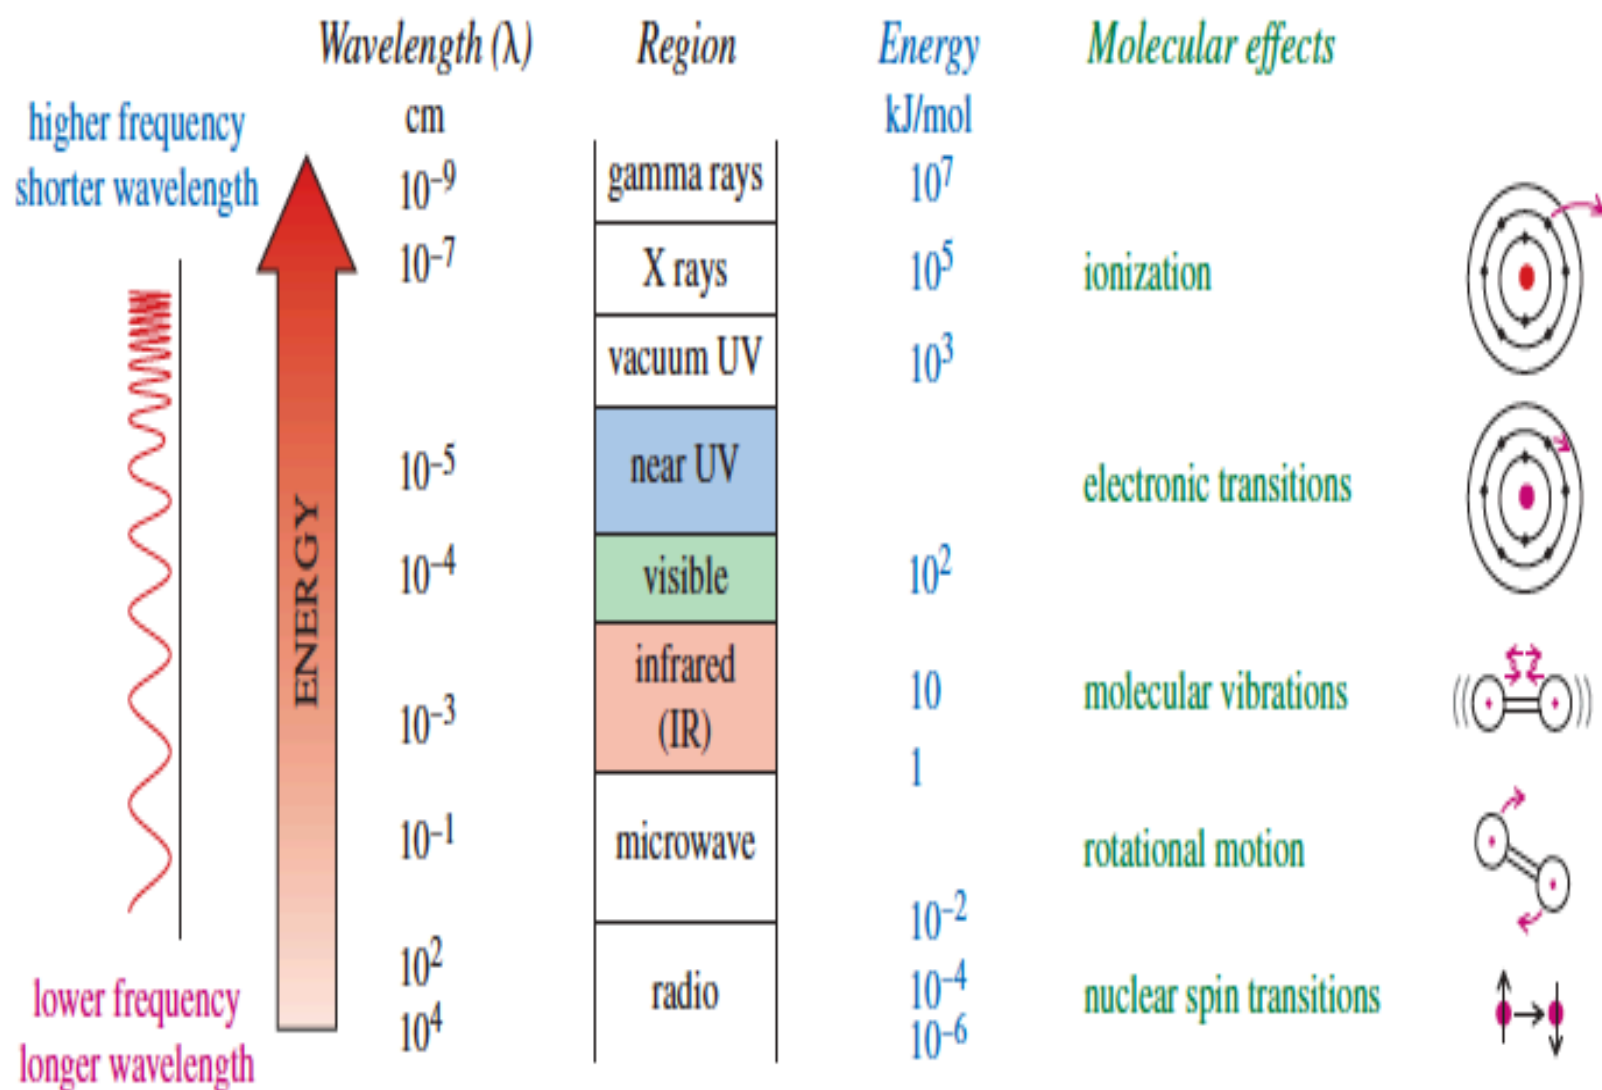 Wavelength (λ) Region Energy Molecular effects
cm kJ/mol
higher frequency
shorter wavelength
10⁻⁹ gamma rays 10⁷
10⁻⁷ X rays 10⁵ ionization
vacuum UV 10³
10⁻⁵ near UV electronic transitions
ENERGY
10⁻⁴ visible 10²
infrared 10 molecular vibrations
10⁻³ (IR)
1
10⁻¹ microwave rotational motion
10⁻²
10² radio 10⁻⁴ nuclear spin transitions
10⁴ 10⁻⁶
lower frequency
longer wavelength